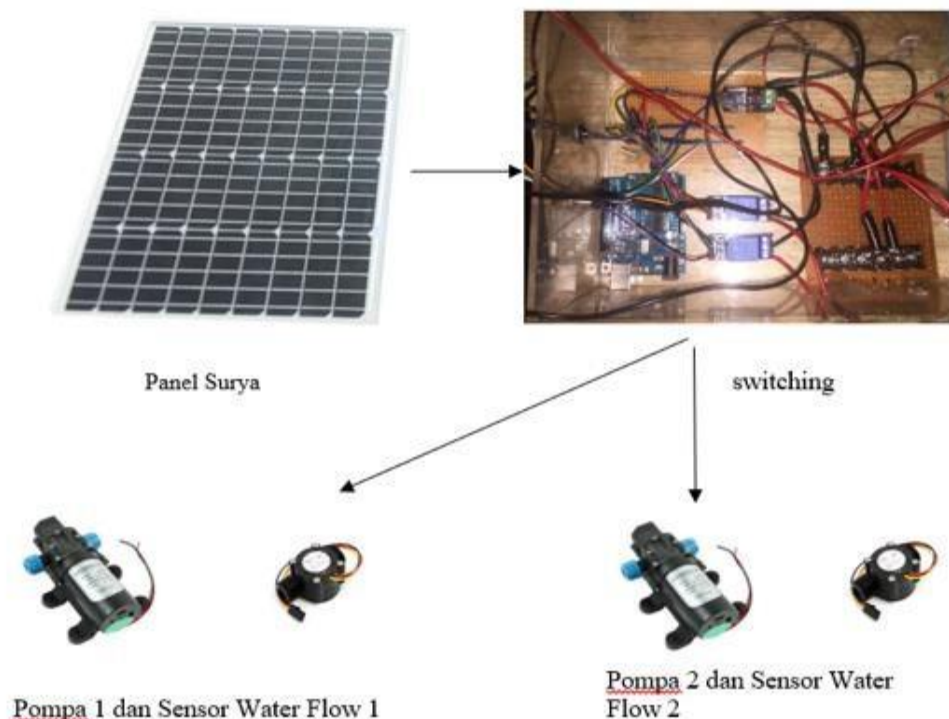 Panel Surya
switching
Pompa 1 dan Sensor Water Flow 1
Pompa 2 dan Sensor Water
Flow 2